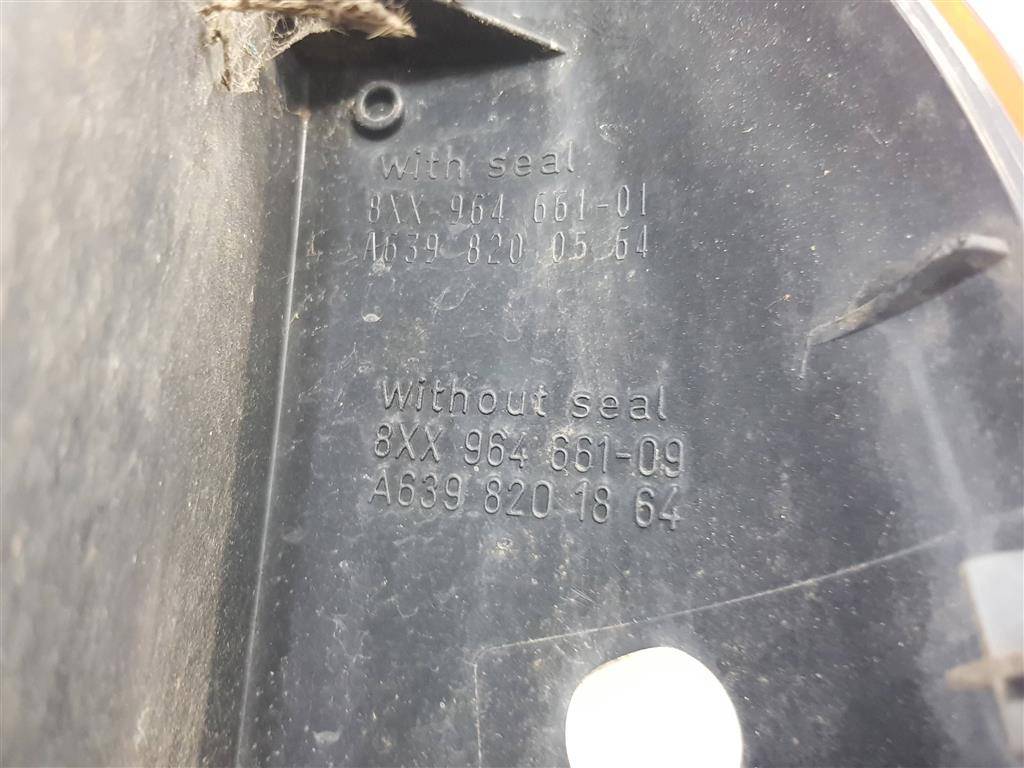 with seal
8XX 964 661-01
A639 820 05 64
without seal
8XX 964 661-09
A639 820 18 64